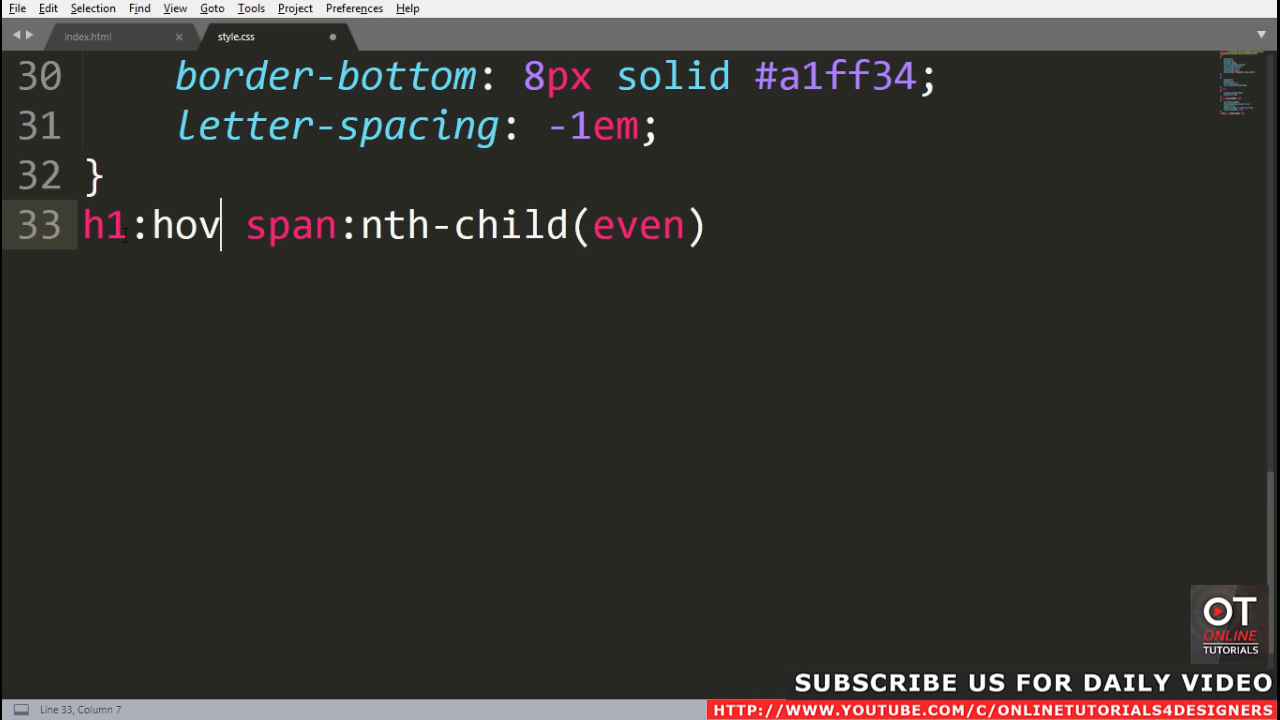 File Edit Selection Find View Goto Tools Project Preferences Help
index.html × style.css
30 border-bottom: 8px solid #a1ff34;
31 letter-spacing: -1em;
32 }
33 h1:hov span:nth-child(even)
OT
ONLINE
TUTORIALS
SUBSCRIBE US FOR DAILY VIDEO
Line 33, Column 7
HTTP://WWW.YOUTUBE.COM/C/ONLINETUTORIALS4DESIGNERS